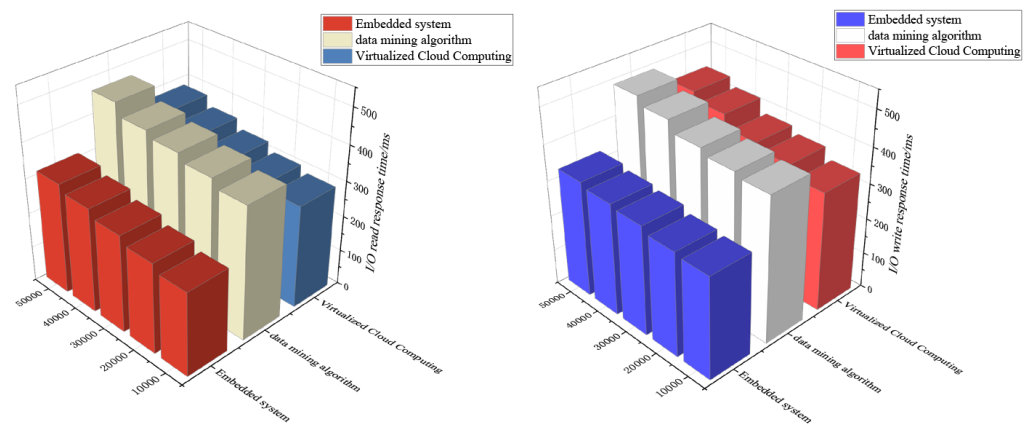 Embedded system
data mining algorithm
Virtualized Cloud Computing
500
400
300
200
100
0
I/O read response time/ms
50000
40000
30000
20000
10000
Embedded system
data mining algorithm
Virtualized Cloud Computing
Embedded system
data mining algorithm
Virtualized Cloud Computing
500
400
300
200
100
0
I/O write response time/ms
50000
40000
30000
20000
10000
Embedded system
data mining algorithm
Virtualized Cloud Computing